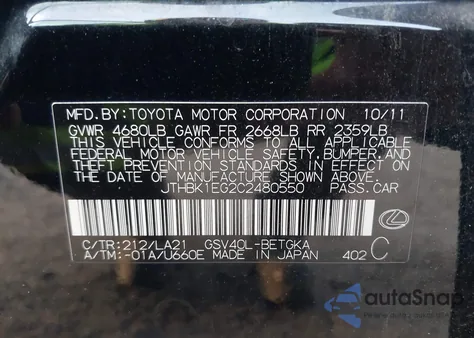 MFD.BY:TOYOTA MOTOR CORPORATION 10/11
GVWR 4680LB GAWR FR 2668LB RR 2359LB
THIS VEHICLE CONFORMS TO ALL APPLICABLE
FEDERAL MOTOR VEHICLE SAFETY,BUMPER,AND
THEFT PREVENTION STANDARDS IN EFFECT ON
THE DATE OF MANUFACTURE SHOWN ABOVE.
JTHBK1EG2C2480550 PASS.CAR
C/TR:212/LA21 GSV40L-BETGKA
A/TM:-01A/U660E MADE IN JAPAN 402 C
autoSnap